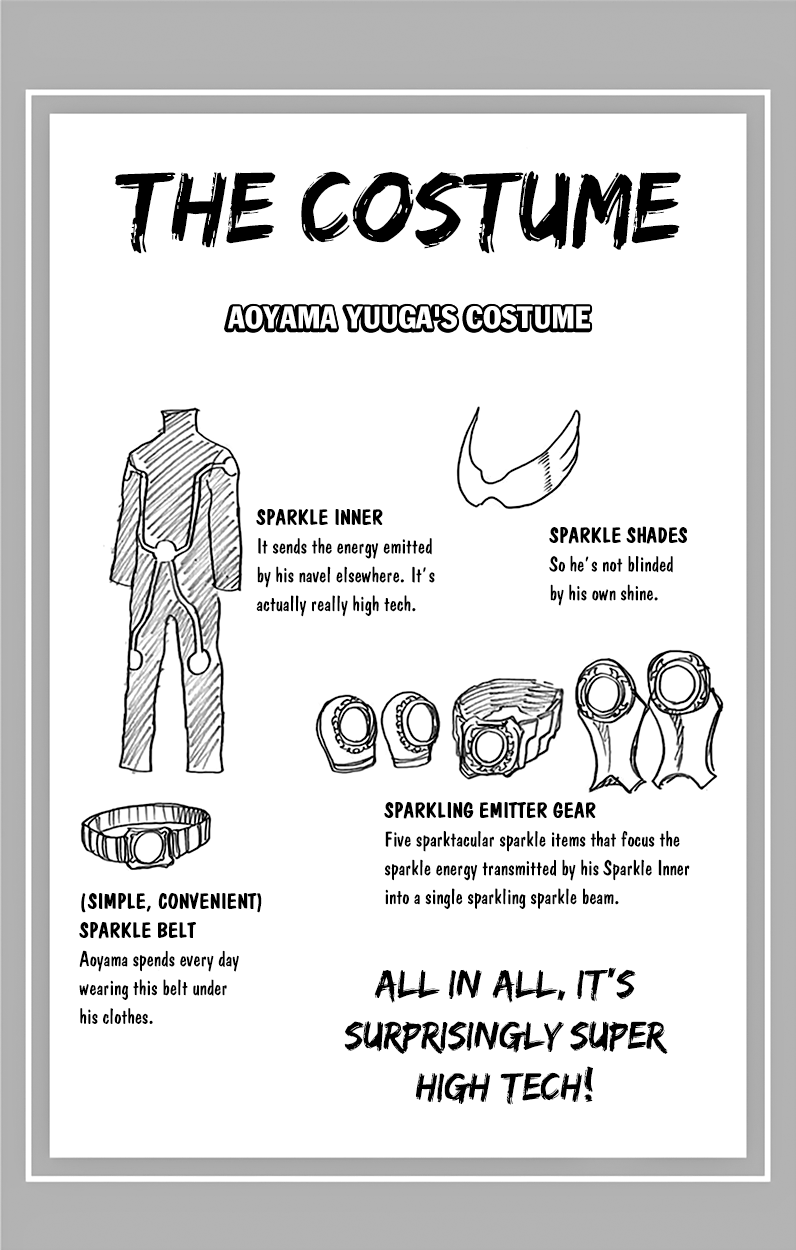 THE COSTUME
AOYAMA YUUGA'S COSTUME
SPARKLE INNER
It sends the energy emitted
by his navel elsewhere. It's
actually really high tech.
SPARKLE SHADES
So he's not blinded
by his own shine.
SPARKLING EMITTER GEAR
Five sparktacular sparkle items that focus the
sparkle energy transmitted by his Sparkle Inner
into a single sparkling sparkle beam.
(SIMPLE, CONVENIENT)
SPARKLE BELT
Aoyama spends every day
wearing this belt under
his clothes.
ALL IN ALL, IT'S
SURPRISINGLY SUPER
HIGH TECH!